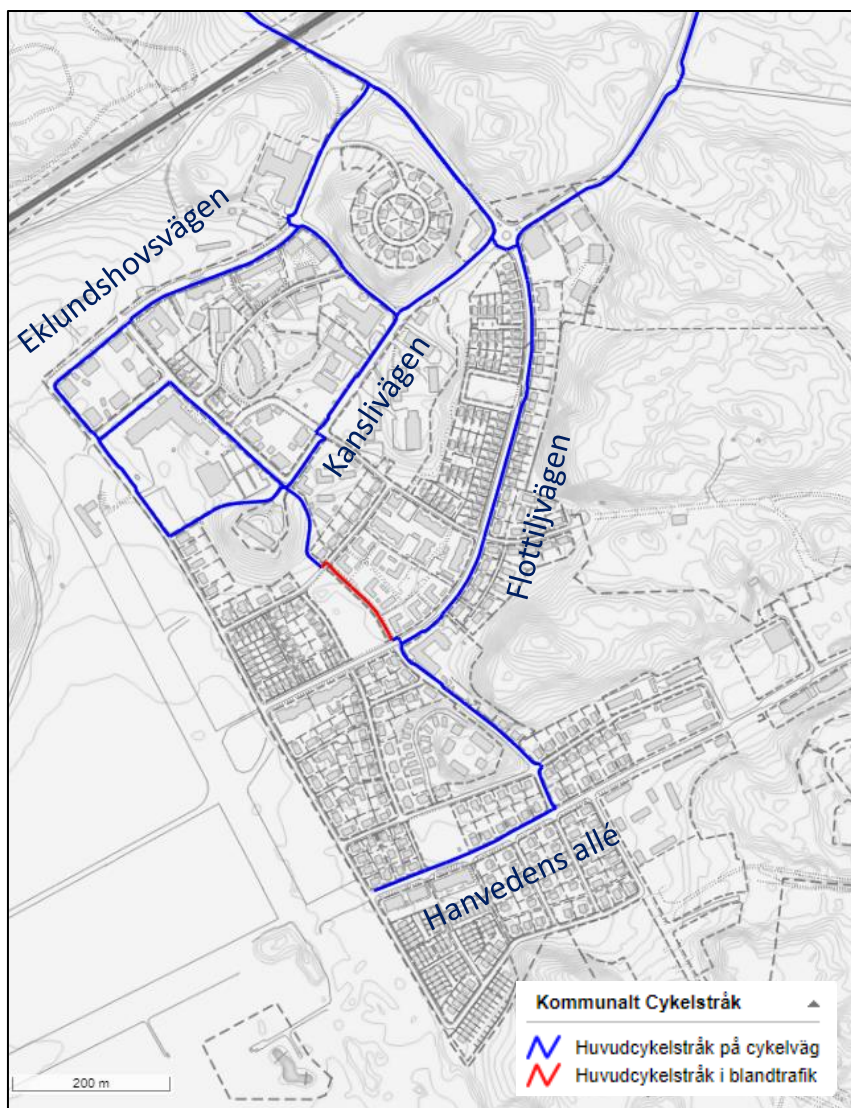 Eklundshovsvägen
Kanslivägen
Flottiljvägen
Hanvedens allé
Kommunalt Cykelstråk
Huvudcykelstråk på cykelväg
Huvudcykelstråk i blandtrafik
200 m